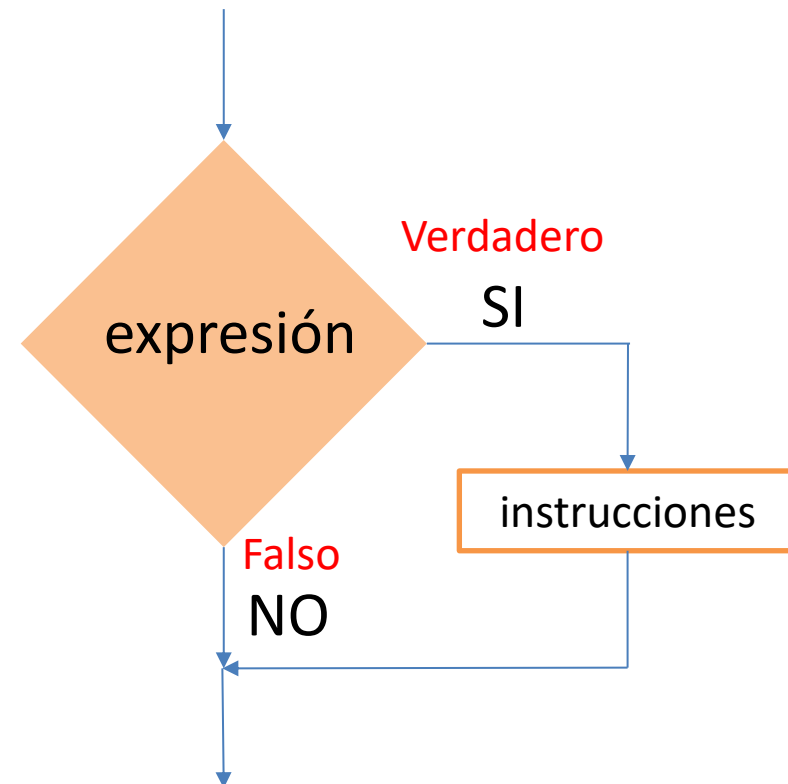 Verdadero
SI
expresión
instrucciones
Falso
NO